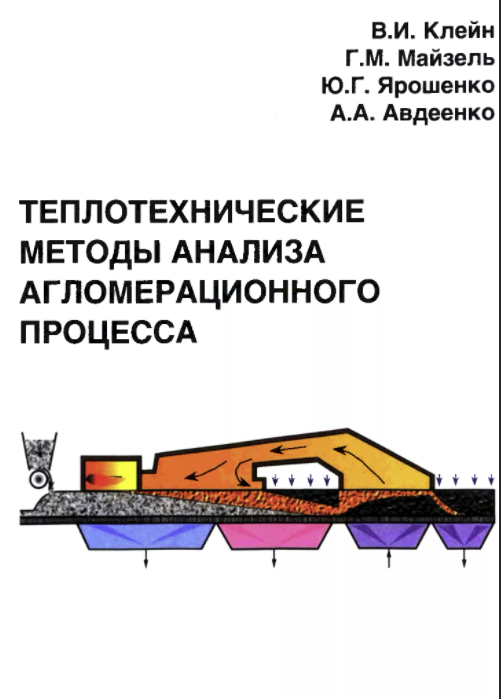 В.И. Клейн
Г.М. Майзель
Ю.Г. Ярошенко
А.А. Авдеенко
ТЕПЛОТЕХНИЧЕСКИЕ
МЕТОДЫ АНАЛИЗА
АГЛОМЕРАЦИОННОГО
ПРОЦЕССА